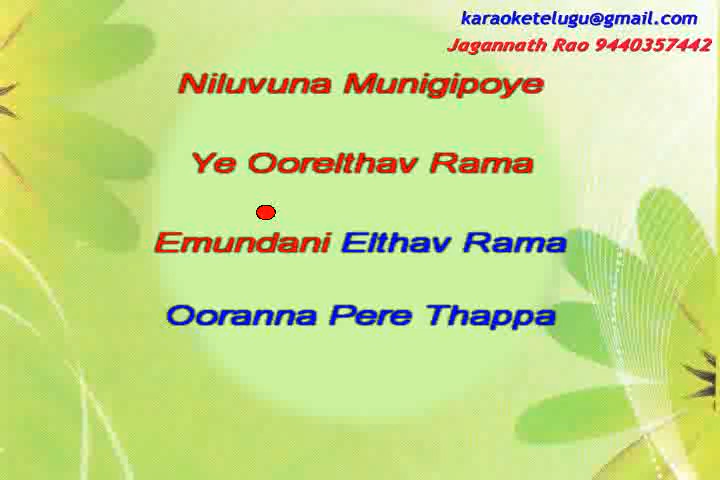 karaoketelugu@gmail.com
Jagannath Rao 9440357442
Niluvuna Munigipoye
Ye Oorelthav Rama
Emundani Elthav Rama
Ooranna Pere Thappa